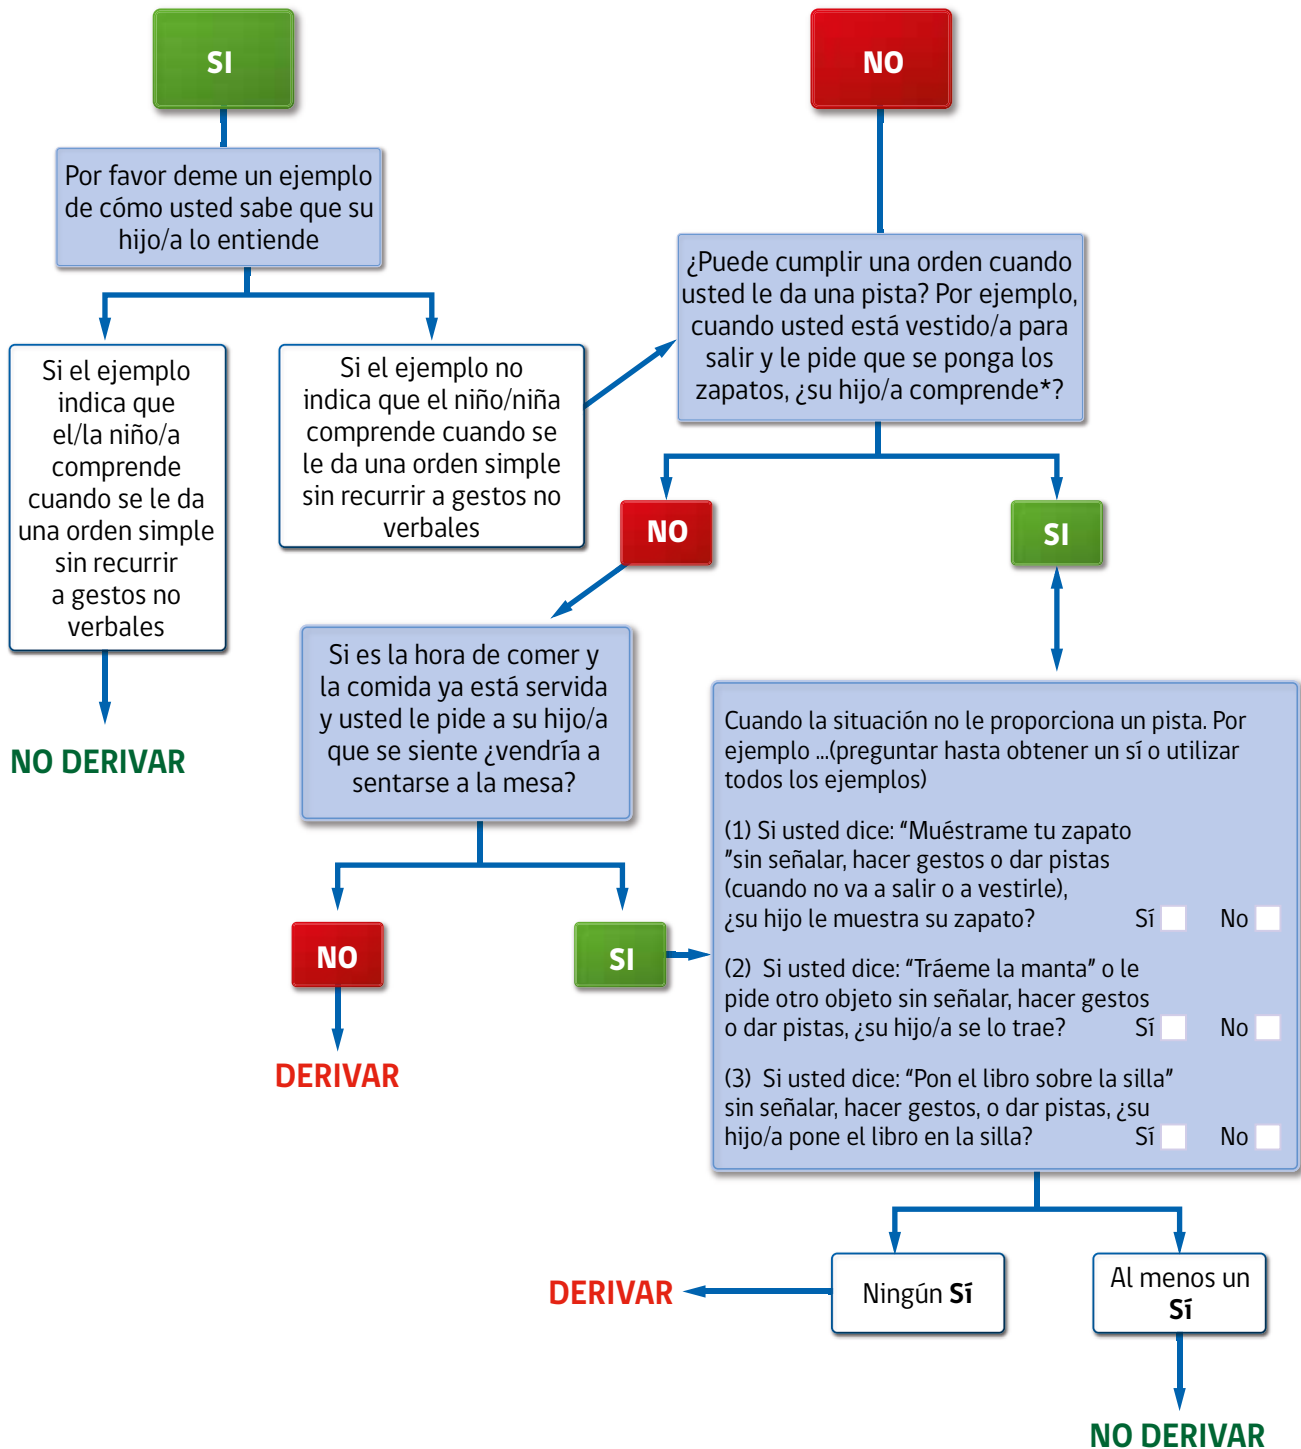 SI
NO
Por favor deme un ejemplo
de cómo usted sabe que su
hijo/a lo entiende
¿Puede cumplir una orden cuando
usted le da una pista? Por ejemplo,
cuando usted está vestido/a para
salir y le pide que se ponga los
zapatos, ¿su hijo/a comprende*?
Si el ejemplo
indica que
el/la niño/a
comprende
cuando se le da
una orden simple
sin recurrir
a gestos no
verbales
Si el ejemplo no
indica que el niño/niña
comprende cuando se
le da una orden simple
sin recurrir a gestos no
verbales
NO
SI
NO DERIVAR
Si es la hora de comer y
la comida ya está servida
y usted le pide a su hijo/a
que se siente ¿vendría a
sentarse a la mesa?
NO
SI
DERIVAR
Cuando la situación no le proporciona un pista. Por
ejemplo ...(preguntar hasta obtener un sí o utilizar
todos los ejemplos)
(1) Si usted dice: “Muéstrame tu zapato
”sin señalar, hacer gestos o dar pistas
(cuando no va a salir o a vestirle),
¿su hijo le muestra su zapato? Sí No
(2) Si usted dice: “Tráeme la manta” o le
pide otro objeto sin señalar, hacer gestos
o dar pistas, ¿su hijo/a se lo trae? Sí No
(3) Si usted dice: “Pon el libro sobre la silla”
sin señalar, hacer gestos, o dar pistas, ¿su
hijo/a pone el libro en la silla? Sí No
DERIVAR
Ningún Sí
Al menos un
Sí
NO DERIVAR